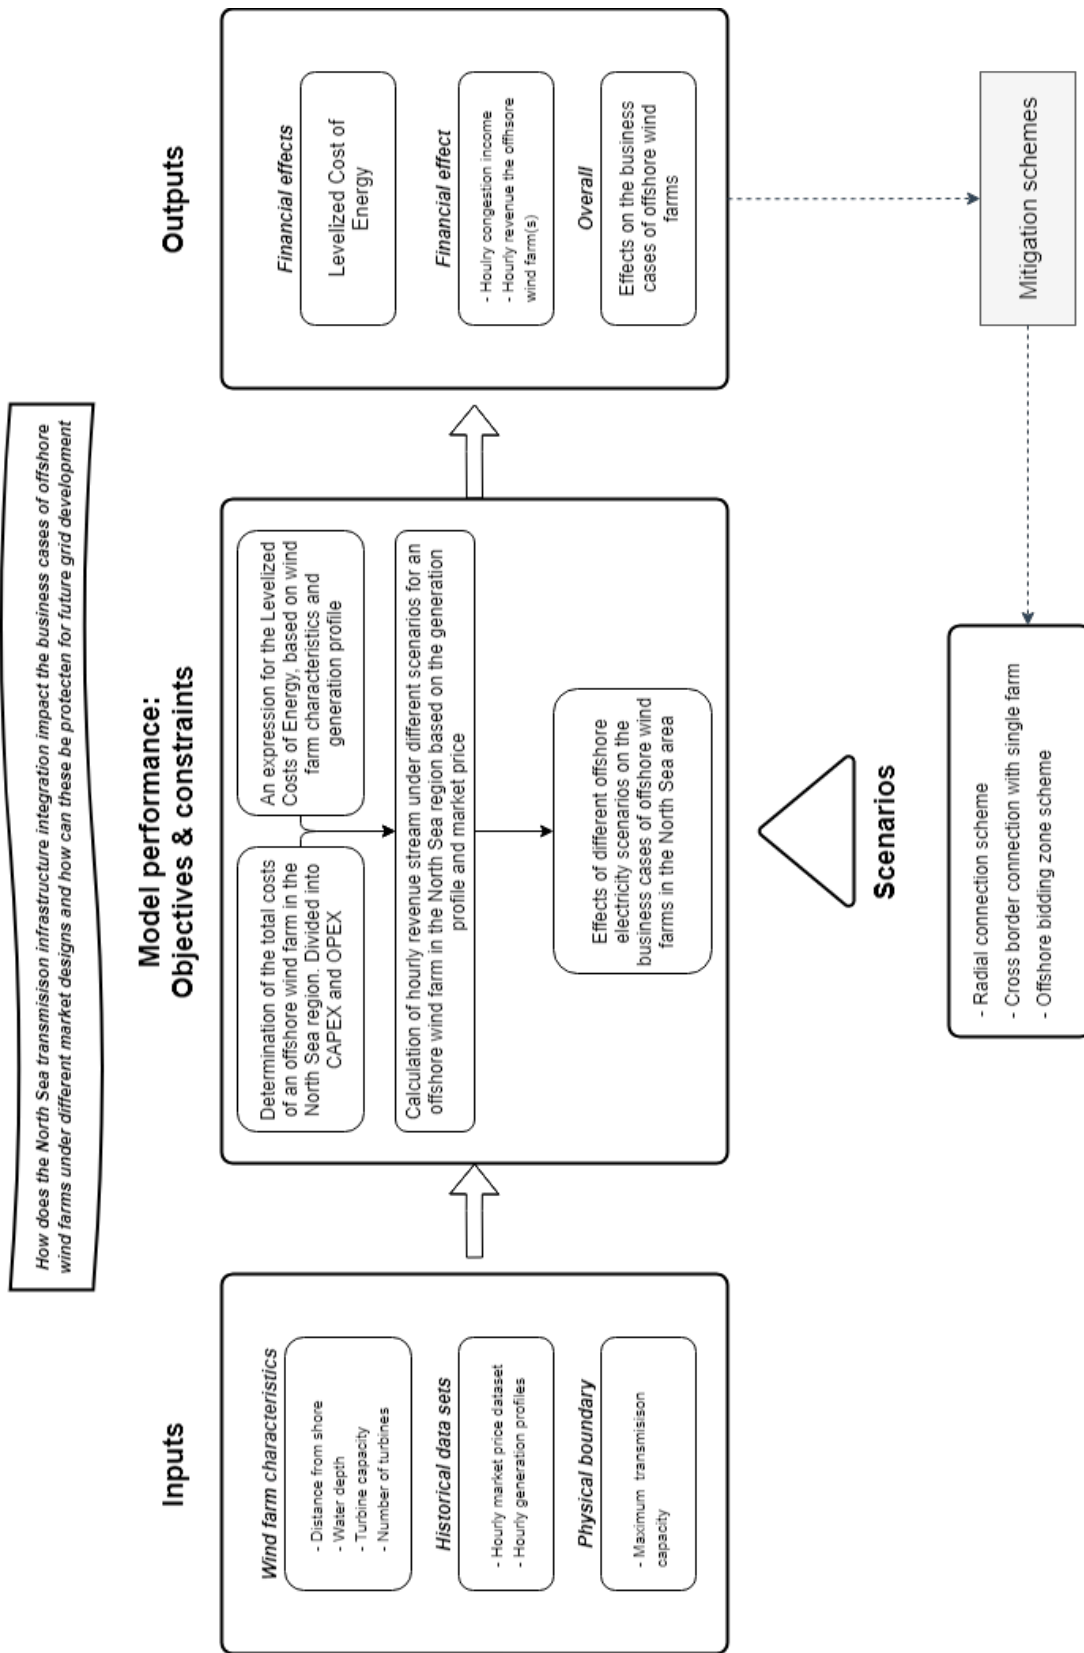 How does the North Sea transmisison infrastructure integration impact the business cases of offshore
wind farms under different market designs and how can these be protecten for future grid development
Inputs
Wind farm characteristics
- Distance from shore
- Water depth
- Turbine capacity
- Number of turbines
Historical data sets
- Hourly market price dataset
- Hourly generation profiles
Physical boundary
- Maximum transmisison
capacity
Model performance:
Objectives & constraints
Determination of the total costs
of an offshore wind farm in the
North Sea region. Divided into
CAPEX and OPEX
An expression for the Levelized
Costs of Energy, based on wind
farm characteristics and
generation profile
Calculation of hourly revenue stream under different scenarios for an
offshore wind farm in the North Sea region based on the generation
profile and market price
Effects of different offshore
electricity scenarios on the
business cases of offshore wind
farms in the North Sea area
Scenarios
- Radial connection scheme
- Cross border connection with single farm
- Offshore bidding zone scheme
Outputs
Financial effects
Levelized Cost of
Energy
Financial effect
- Houlry congestion income
- Hourly revenue the offhsore
wind farm(s)
Overall
Effects on the business
cases of offshore wind
farms
Mitigation schemes